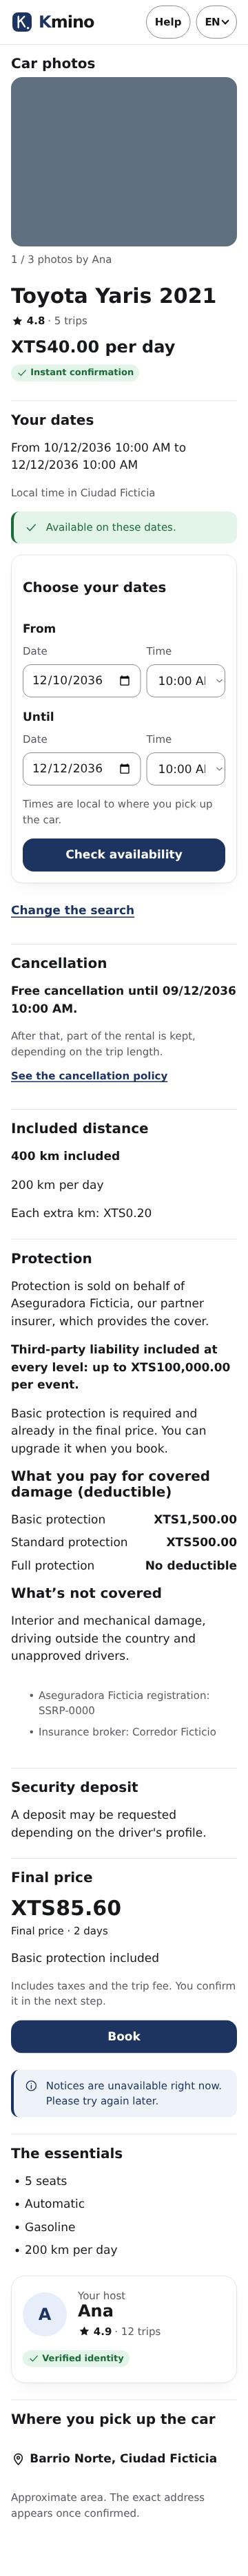 Kmino
Help
EN
Car photos
1 / 3 photos by Ana
Toyota Yaris 2021
★ 4.8 · 5 trips
XTS40.00 per day
Instant confirmation
Your dates
From 10/12/2036 10:00 AM to
12/12/2036 10:00 AM
Local time in Ciudad Ficticia
Available on these dates.
Choose your dates
From
Date
Time
12/10/2036
10:00 AM
Until
Date
Time
12/12/2036
10:00 AM
Times are local to where you pick up
the car.
Check availability
Change the search
Cancellation
Free cancellation until 09/12/2036
10:00 AM.
After that, part of the rental is kept,
depending on the trip length.
See the cancellation policy
Included distance
400 km included
200 km per day
Each extra km: XTS0.20
Protection
Protection is sold on behalf of
Aseguradora Ficticia, our partner
insurer, which provides the cover.
Third-party liability included at
every level: up to XTS100,000.00
per event.
Basic protection is required and
already in the final price. You can
upgrade it when you book.
What you pay for covered
damage (deductible)
Basic protection XTS1,500.00
Standard protection XTS500.00
Full protection No deductible
What's not covered
Interior and mechanical damage,
driving outside the country and
unapproved drivers.
• Aseguradora Ficticia registration:
SSRP-0000
• Insurance broker: Corredor Ficticio
Security deposit
A deposit may be requested
depending on the driver's profile.
Final price
XTS85.60
Final price · 2 days
Basic protection included
Includes taxes and the trip fee. You confirm
it in the next step.
Book
Notices are unavailable right now.
Please try again later.
The essentials
• 5 seats
• Automatic
• Gasoline
• 200 km per day
A
Your host
Ana
★ 4.9 · 12 trips
Verified identity
Where you pick up the car
Barrio Norte, Ciudad Ficticia
Approximate area. The exact address
appears once confirmed.